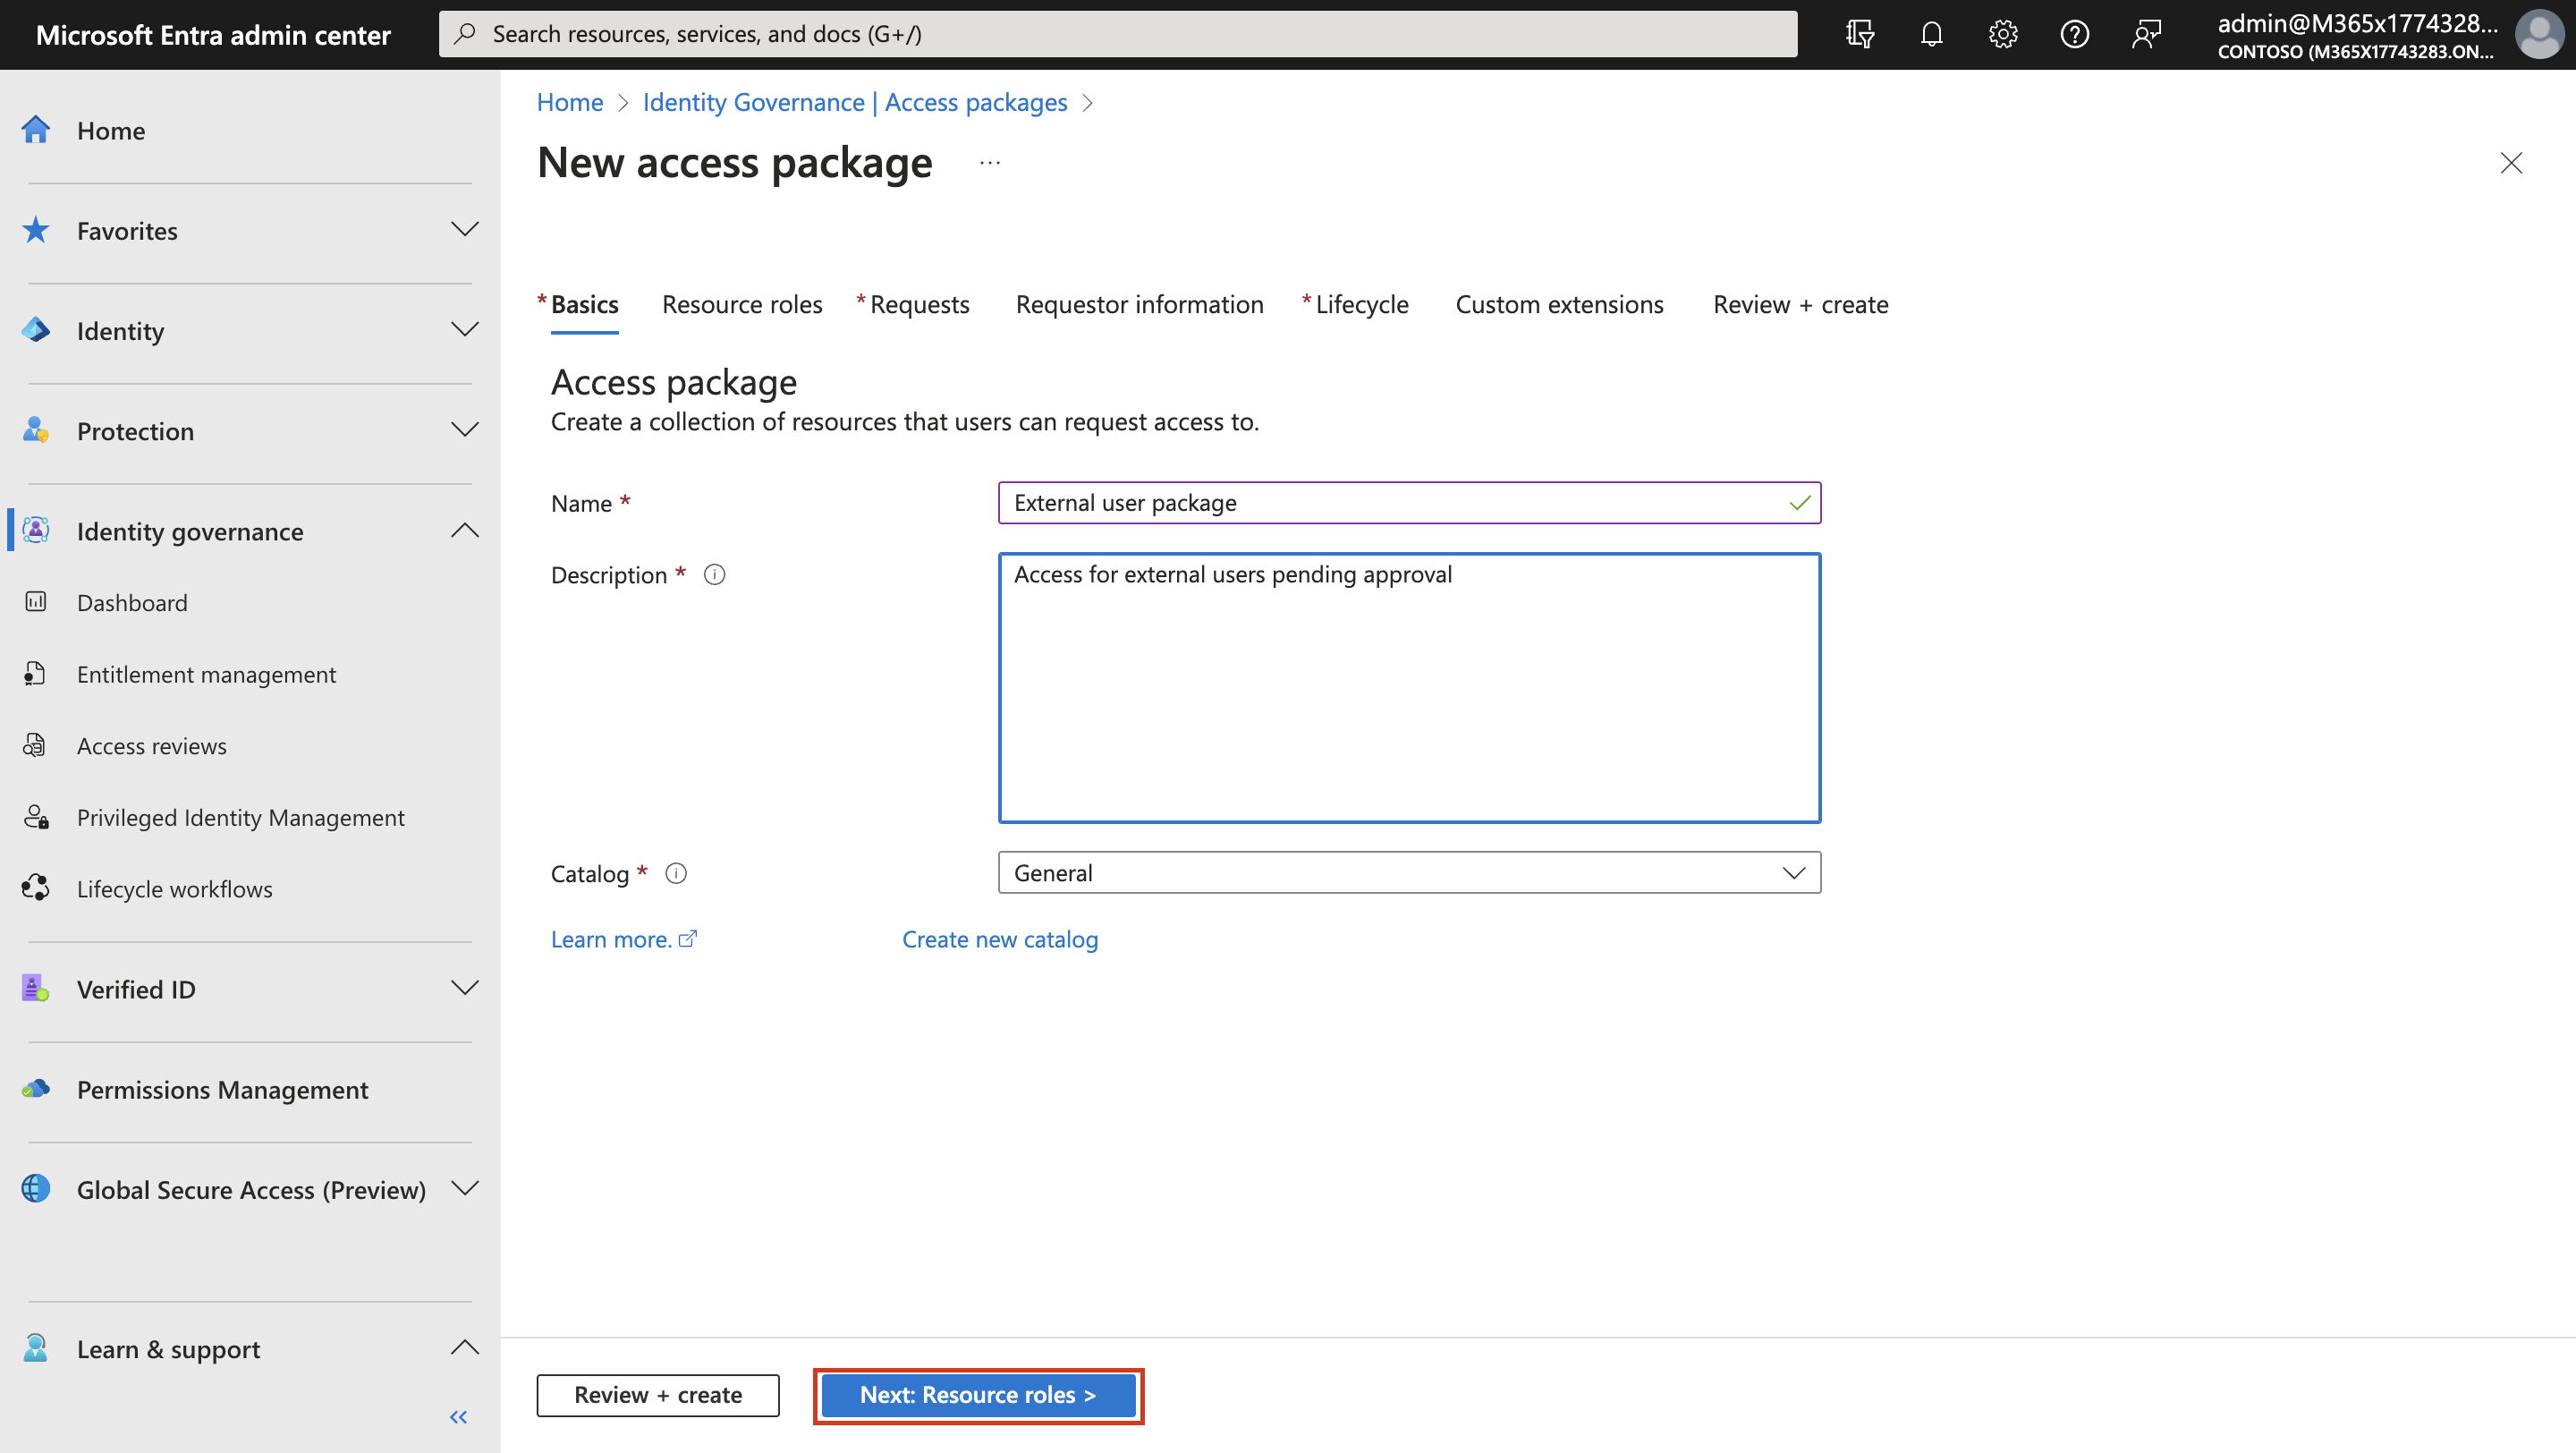 Microsoft Entra admin center
Search resources, services, and docs (G+/)
admin@M365x1774328...
CONTOSO (M365X17743283.ON...
Home
Favorites
Identity
Protection
Identity governance
Dashboard
Entitlement management
Access reviews
Privileged Identity Management
Lifecycle workflows
Verified ID
Permissions Management
Global Secure Access (Preview)
Learn & support
Home > Identity Governance | Access packages >
New access package ...
* Basics Resource roles * Requests Requestor information * Lifecycle Custom extensions Review + create
Access package
Create a collection of resources that users can request access to.
Name * External user package
Description * Access for external users pending approval
Catalog * General
Learn more. Create new catalog
Review + create Next: Resource roles >